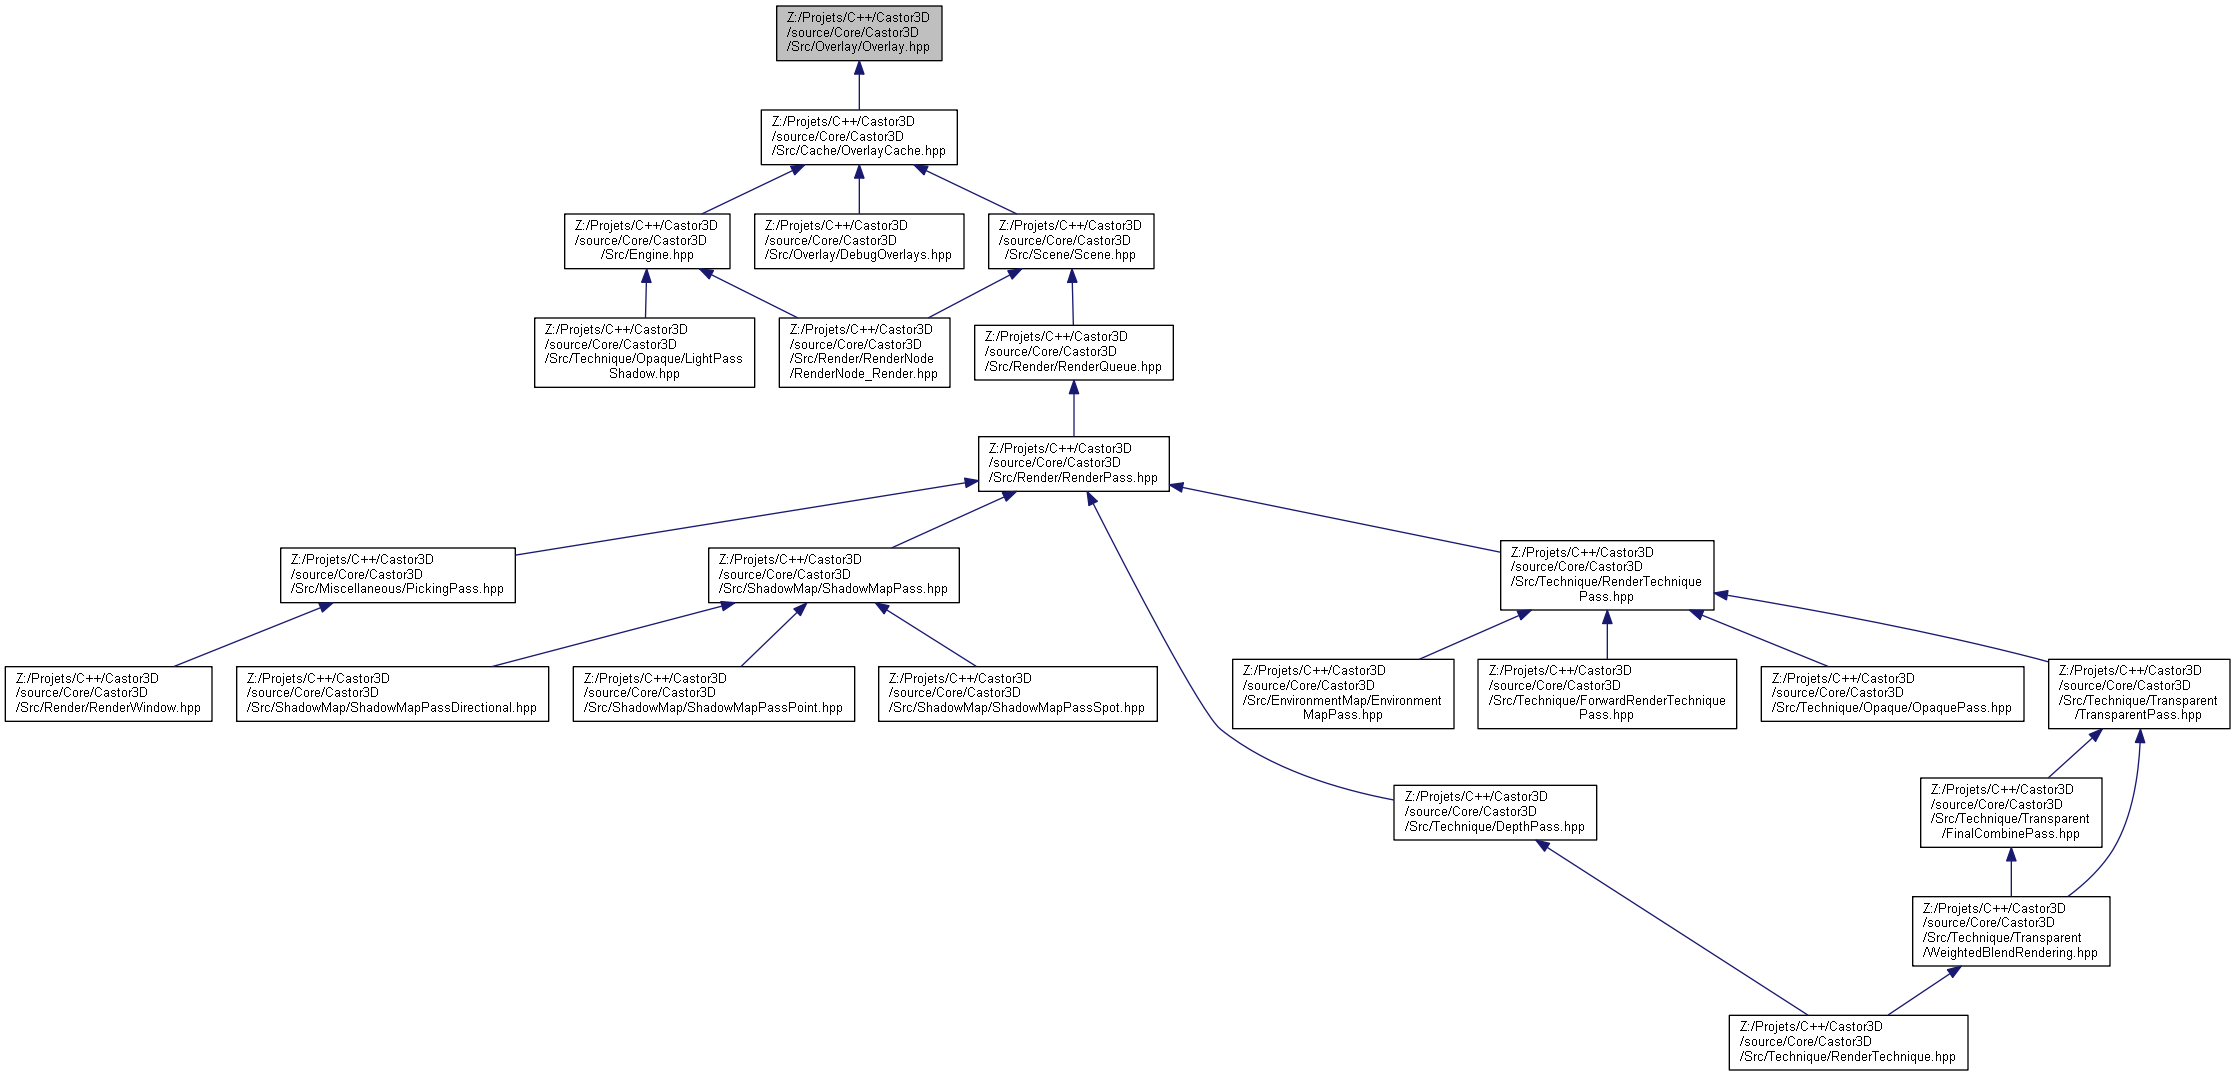 Z:/Projets/C++/Castor3D
/source/Core/Castor3D
/Src/Overlay/Overlay.hpp
Z:/Projets/C++/Castor3D
/source/Core/Castor3D
/Src/Cache/OverlayCache.hpp
Z:/Projets/C++/Castor3D
/source/Core/Castor3D
/Src/Engine.hpp
Z:/Projets/C++/Castor3D
/source/Core/Castor3D
/Src/Overlay/DebugOverlays.hpp
Z:/Projets/C++/Castor3D
/source/Core/Castor3D
/Src/Scene/Scene.hpp
Z:/Projets/C++/Castor3D
/source/Core/Castor3D
/Src/Technique/Opaque/LightPass
Shadow.hpp
Z:/Projets/C++/Castor3D
/source/Core/Castor3D
/Src/Render/RenderNode
/RenderNode_Render.hpp
Z:/Projets/C++/Castor3D
/source/Core/Castor3D
/Src/Render/RenderQueue.hpp
Z:/Projets/C++/Castor3D
/source/Core/Castor3D
/Src/Render/RenderPass.hpp
Z:/Projets/C++/Castor3D
/source/Core/Castor3D
/Src/Miscellaneous/PickingPass.hpp
Z:/Projets/C++/Castor3D
/source/Core/Castor3D
/Src/ShadowMap/ShadowMapPass.hpp
Z:/Projets/C++/Castor3D
/source/Core/Castor3D
/Src/Technique/RenderTechnique
Pass.hpp
Z:/Projets/C++/Castor3D
/source/Core/Castor3D
/Src/Render/RenderWindow.hpp
Z:/Projets/C++/Castor3D
/source/Core/Castor3D
/Src/ShadowMap/ShadowMapPassDirectional.hpp
Z:/Projets/C++/Castor3D
/source/Core/Castor3D
/Src/ShadowMap/ShadowMapPassPoint.hpp
Z:/Projets/C++/Castor3D
/source/Core/Castor3D
/Src/ShadowMap/ShadowMapPassSpot.hpp
Z:/Projets/C++/Castor3D
/source/Core/Castor3D
/Src/EnvironmentMap/Environment
MapPass.hpp
Z:/Projets/C++/Castor3D
/source/Core/Castor3D
/Src/Technique/ForwardRenderTechnique
Pass.hpp
Z:/Projets/C++/Castor3D
/source/Core/Castor3D
/Src/Technique/Opaque/OpaquePass.hpp
Z:/Projets/C++/Castor3D
/source/Core/Castor3D
/Src/Technique/Transparent
/TransparentPass.hpp
Z:/Projets/C++/Castor3D
/source/Core/Castor3D
/Src/Technique/DepthPass.hpp
Z:/Projets/C++/Castor3D
/source/Core/Castor3D
/Src/Technique/Transparent
/FinalCombinePass.hpp
Z:/Projets/C++/Castor3D
/source/Core/Castor3D
/Src/Technique/Transparent
/WeightedBlendRendering.hpp
Z:/Projets/C++/Castor3D
/source/Core/Castor3D
/Src/Technique/RenderTechnique.hpp